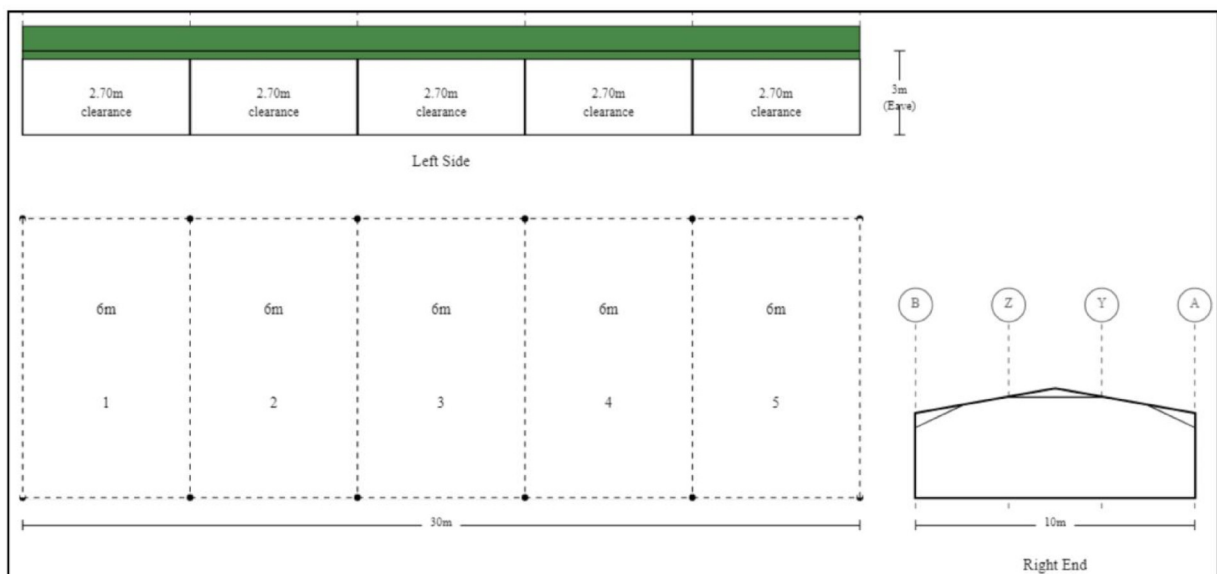 2.70m 2.70m 2.70m 2.70m 2.70m
clearance clearance clearance clearance clearance
3m
(Eave)
Left Side
6m 6m 6m 6m 6m
B Z Y A
1 2 3 4 5
30m
10m
Right End